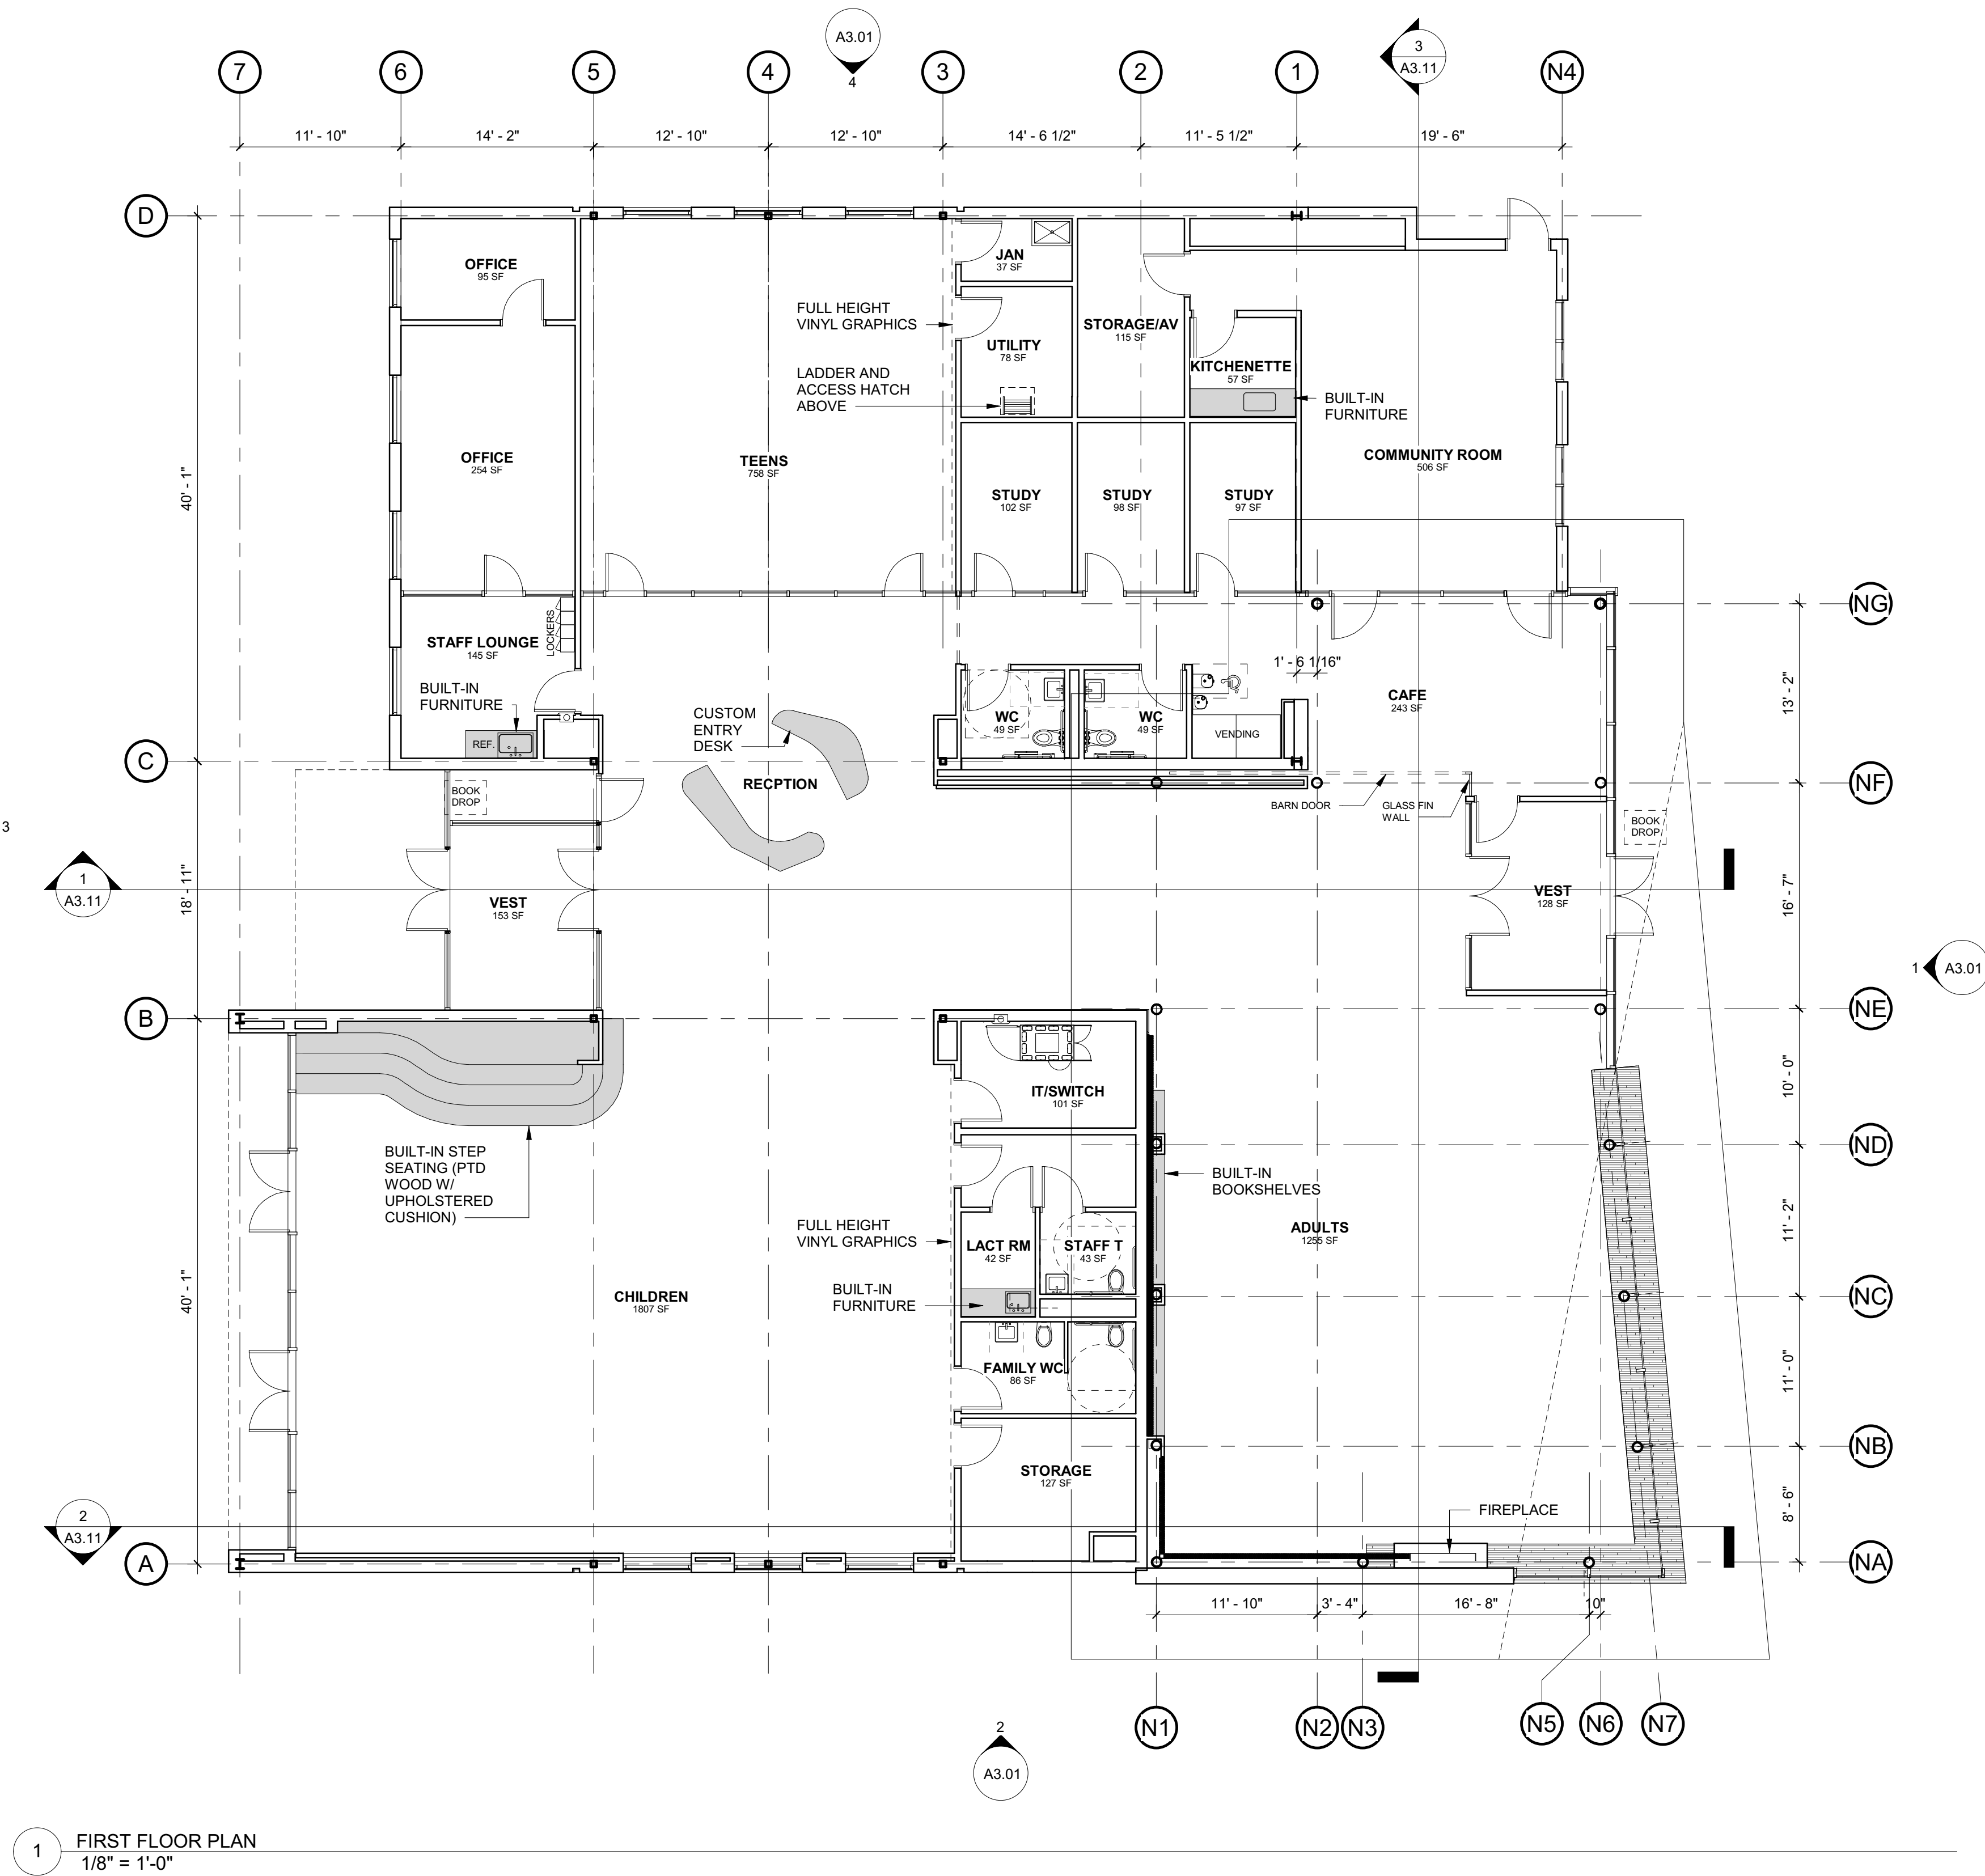 A3.01
4
3
A3.11
7
6
5
4
3
2
1
N4
11' - 10"
14' - 2"
12' - 10"
12' - 10"
14' - 6 1/2"
11' - 5 1/2"
19' - 6"
D
OFFICE
95 SF
JAN
37 SF
FULL HEIGHT
VINYL GRAPHICS
UTILITY
78 SF
STORAGE/AV
115 SF
KITCHENETTE
57 SF
LADDER AND
ACCESS HATCH
ABOVE
BUILT-IN
FURNITURE
OFFICE
254 SF
TEENS
758 SF
COMMUNITY ROOM
506 SF
40' - 1"
STUDY
102 SF
STUDY
98 SF
STUDY
97 SF
NG
STAFF LOUNGE
145 SF
LOCKERS
BUILT-IN
FURNITURE
REF.
CUSTOM
ENTRY
DESK
WC
49 SF
WC
49 SF
VENDING
1' - 6 1/16"
CAFE
243 SF
13' - 2"
C
RECPTION
NF
BOOK
DROP
BARN DOOR
GLASS FIN
WALL
BOOK
DROP
3
1
A3.11
18' - 11"
VEST
153 SF
VEST
128 SF
16' - 7"
1
A3.01
B
NE
IT/SWITCH
101 SF
10' - 0"
ND
BUILT-IN STEP
SEATING (PTD
WOOD W/
UPHOLSTERED
CUSHION)
BUILT-IN
BOOKSHELVES
FULL HEIGHT
VINYL GRAPHICS
LACT RM
42 SF
STAFF T
43 SF
ADULTS
1255 SF
11' - 2"
40' - 1"
CHILDREN
1807 SF
BUILT-IN
FURNITURE
NC
FAMILY WC
86 SF
11' - 0"
NB
STORAGE
127 SF
FIREPLACE
8' - 6"
2
A3.11
A
NA
11' - 10"
3' - 4"
16' - 8"
10"
N1
N2
N3
N5
N6
N7
2
A3.01
1
FIRST FLOOR PLAN
1/8" = 1'-0"